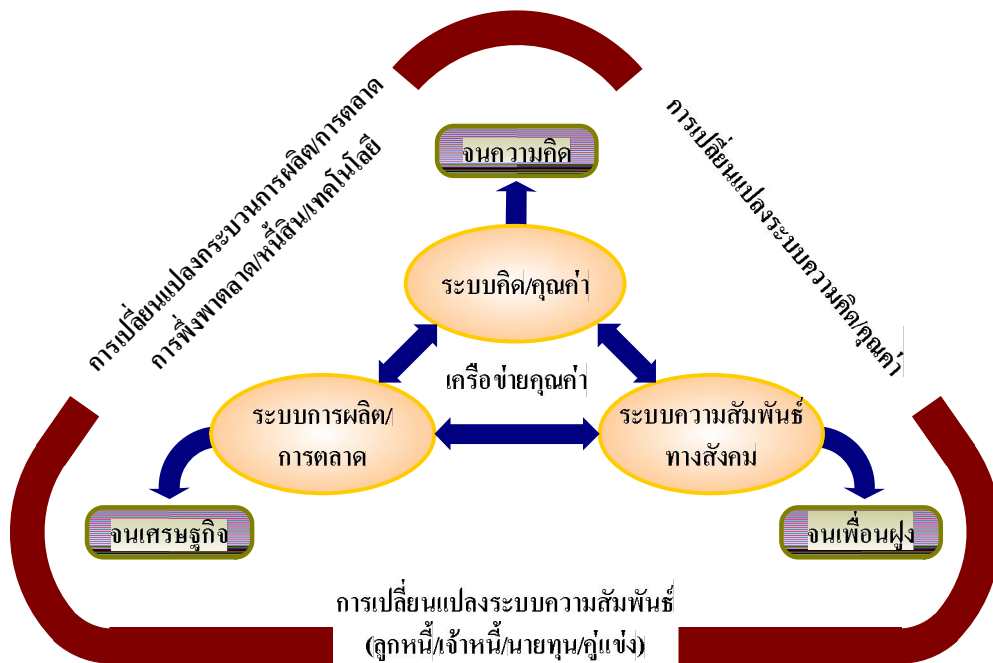 การเปลี่ยนแปลงกระบวนการผลิต/การตลาด
การพึ่งพาตลาด/หนี้สิน/เทคโนโลยี
การเปลี่ยนแปลงระบบความคิด/คุณค่า
จนความคิด
ระบบคิด/คุณค่า
เครือข่ายคุณค่า
ระบบการผลิต/
การตลาด
ระบบความสัมพันธ์
ทางสังคม
จนเศรษฐกิจ
จนเพื่อนฝูง
การเปลี่ยนแปลงระบบความสัมพันธ์
(ลูกหนี้/เจ้าหนี้/นายทุน/คู่แข่ง)